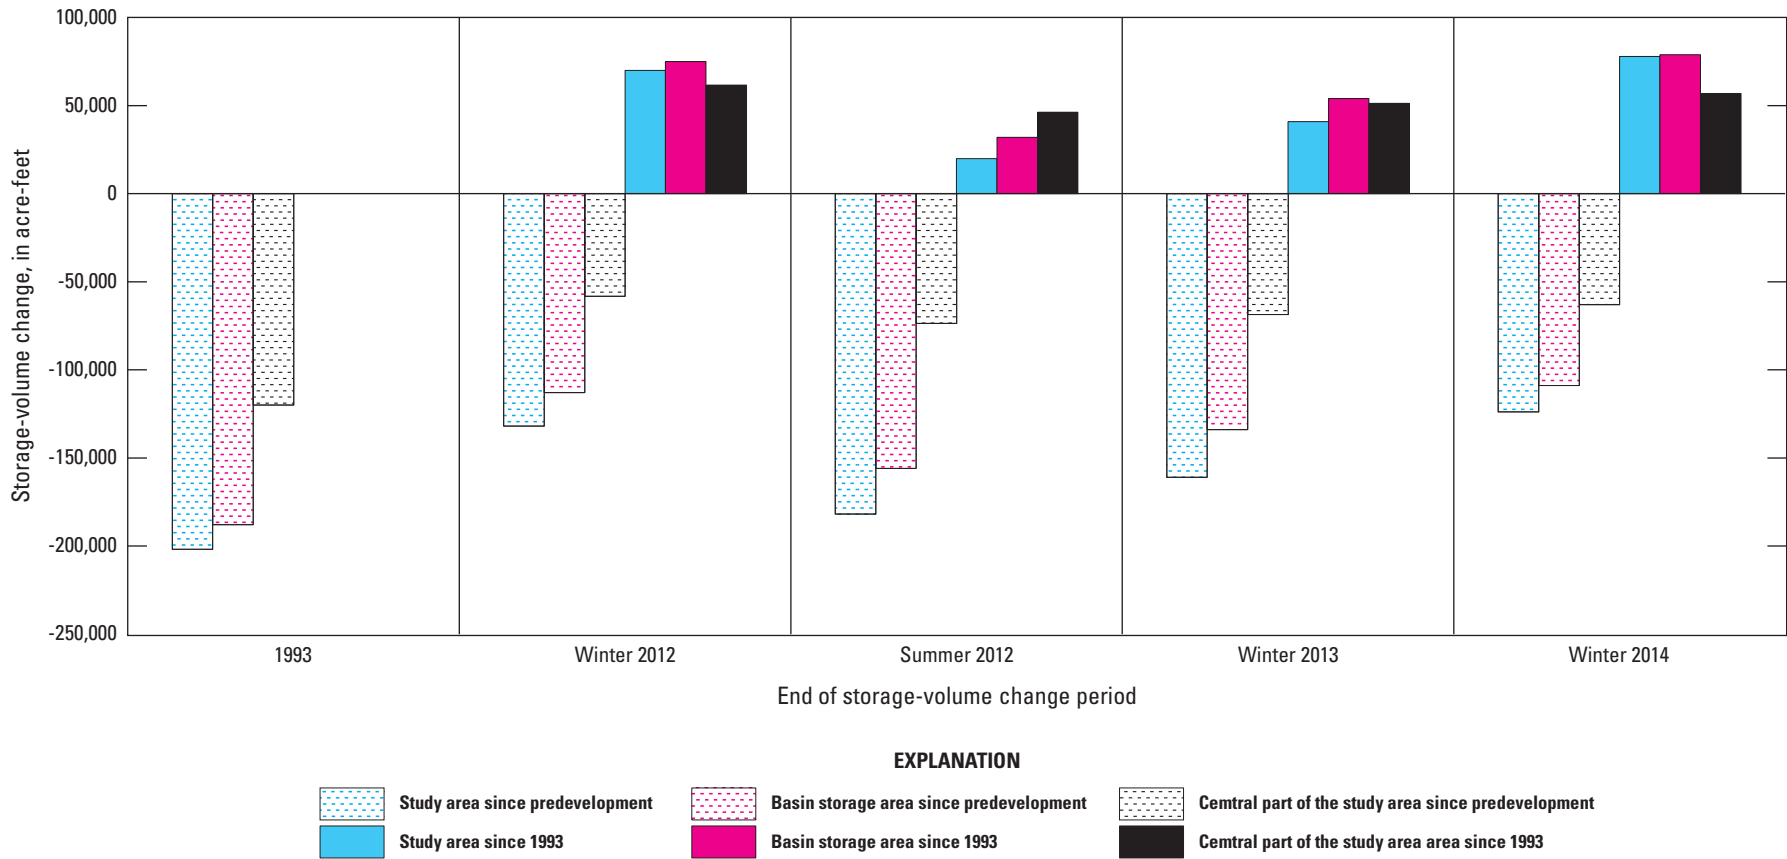 100,000
50,000
0
-50,000
-100,000
-150,000
-200,000
-250,000
Storage-volume change, in acre-feet
1993
Winter 2012
Summer 2012
Winter 2013
Winter 2014
End of storage-volume change period
EXPLANATION
Study area since predevelopment
Basin storage area since predevelopment
Cemtral part of the study area since predevelopment
Study area since 1993
Basin storage area since 1993
Cemtral part of the study area area since 1993